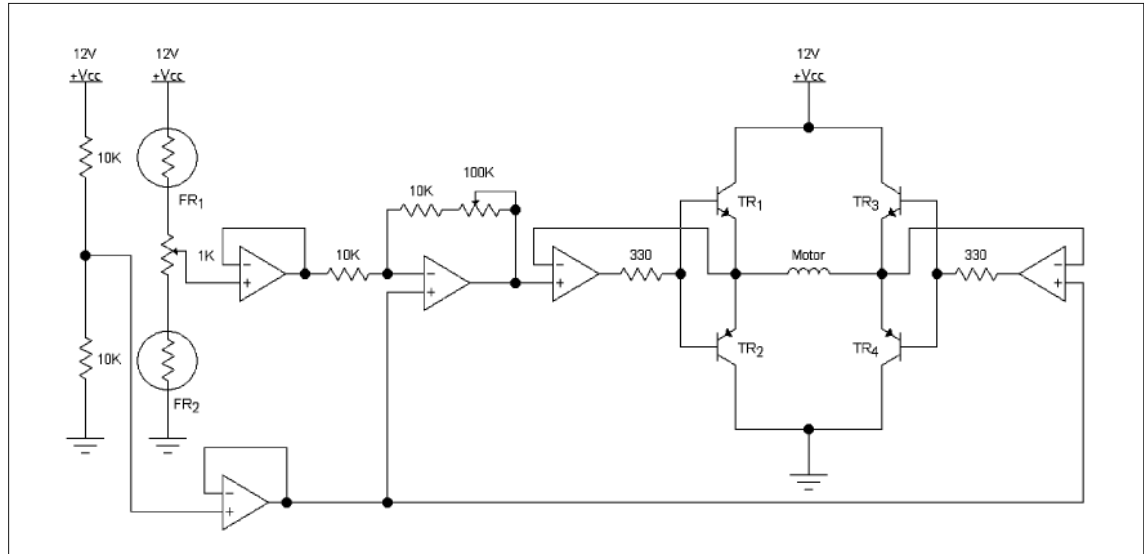 12V
+Vcc
12V
+Vcc
12V
+Vcc
10K
FR1
10K
100K
TR1
TR3
1K
10K
330
Motor
330
10K
FR2
TR2
TR4
-
+
-
+
-
+
-
+
-
+